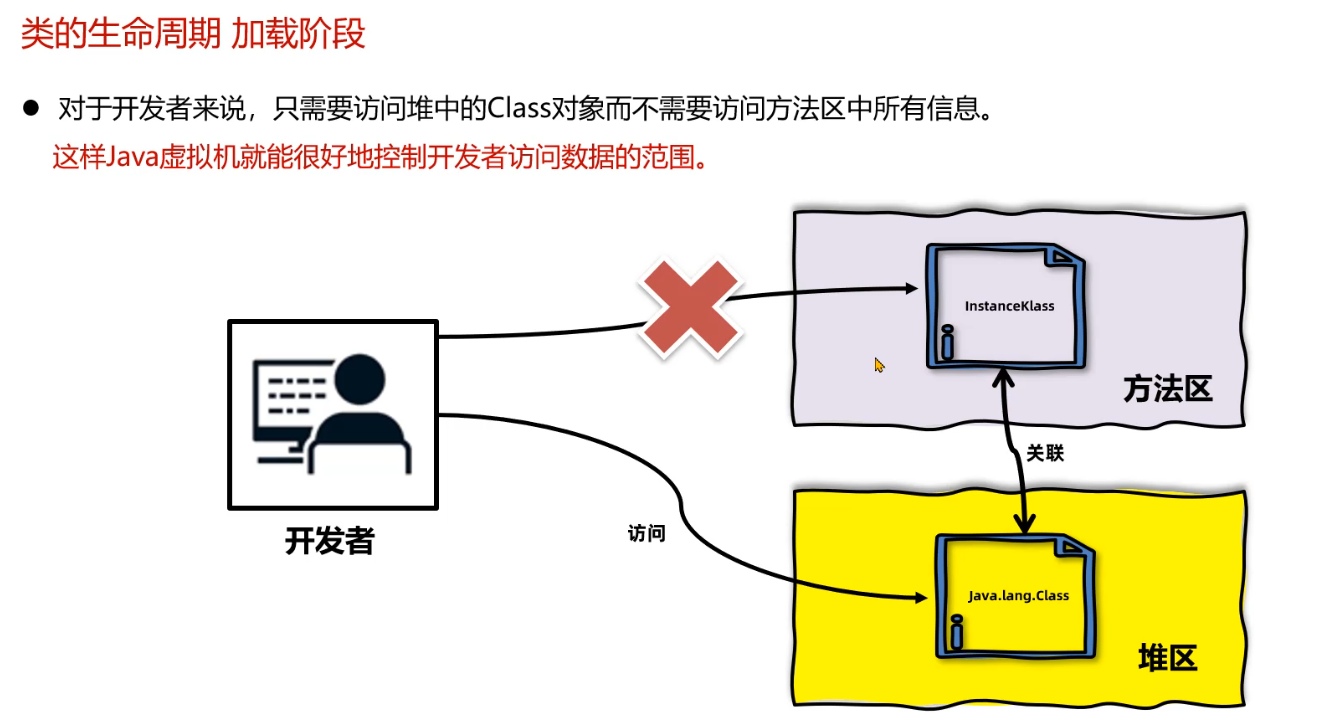 类的生命周期 加载阶段
● 对于开发者来说，只需要访问堆中的Class对象而不需要访问方法区中所有信息。
这样Java虚拟机就能很好地控制开发者访问数据的范围。
InstanceKlass
方法区
关联
开发者
访问
Java.lang.Class
堆区